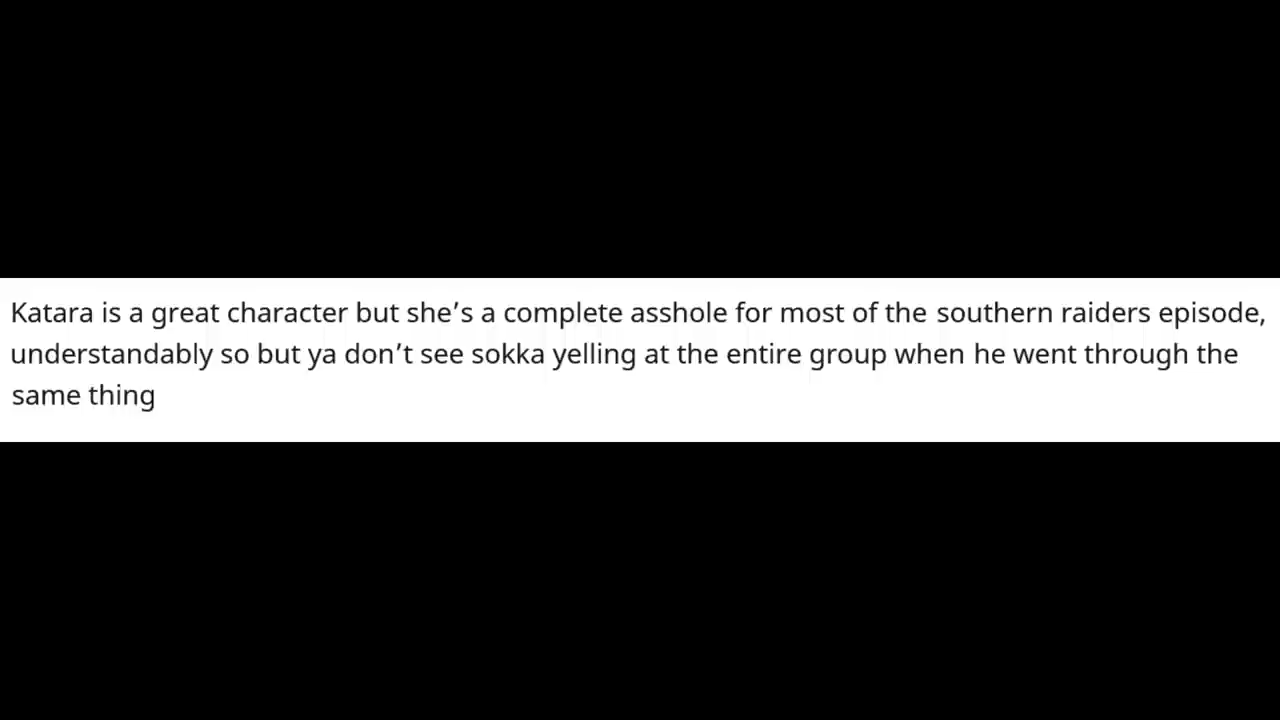 Katara is a great character but she’s a complete asshole for most of the southern raiders episode,
understandably so but ya don’t see sokka yelling at the entire group when he went through the
same thing